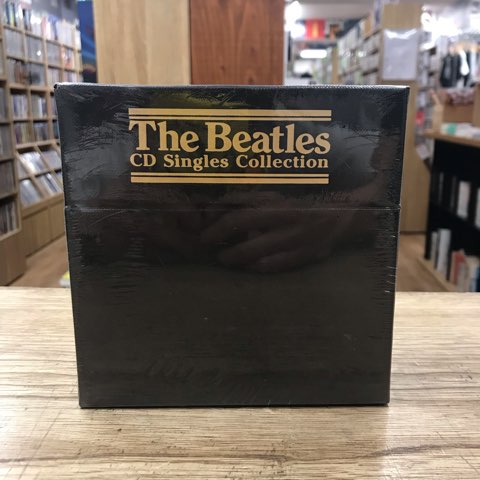 The Beatles
CD Singles Collection